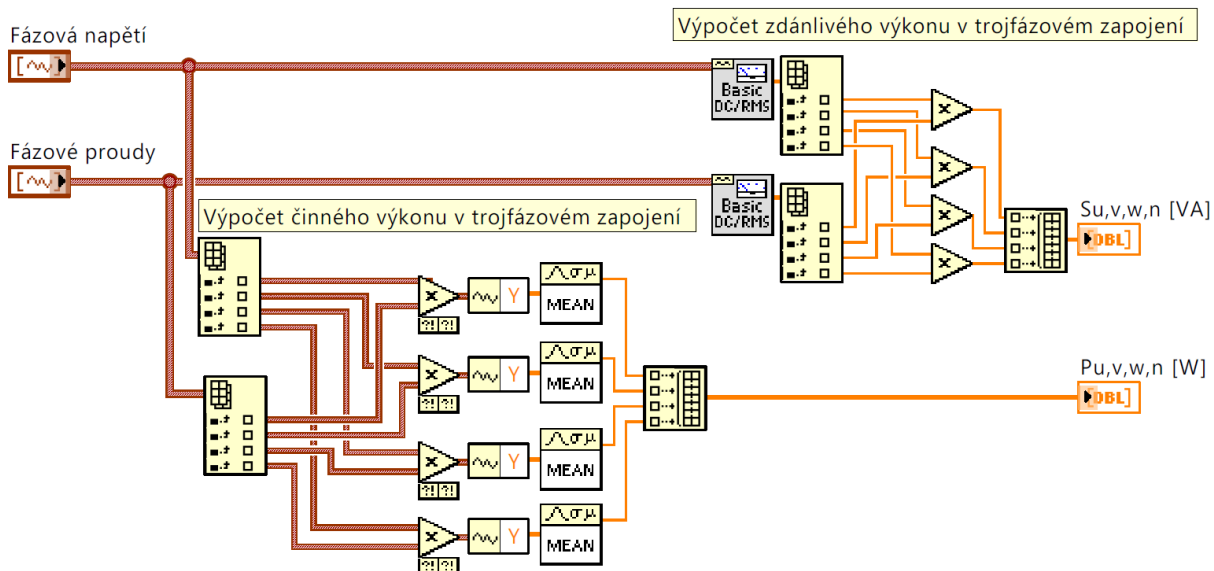 Fázová napětí
Výpočet zdánlivého výkonu v trojfázovém zapojení
Basic
DC/RMS
Fázové proudy
Basic
DC/RMS
Výpočet činného výkonu v trojfázovém zapojení
Su,v,w,n [VA]
DBL]
Y
MEAN
Y
MEAN
Pu,v,w,n [W]
DBL]
Y
MEAN
Y
MEAN